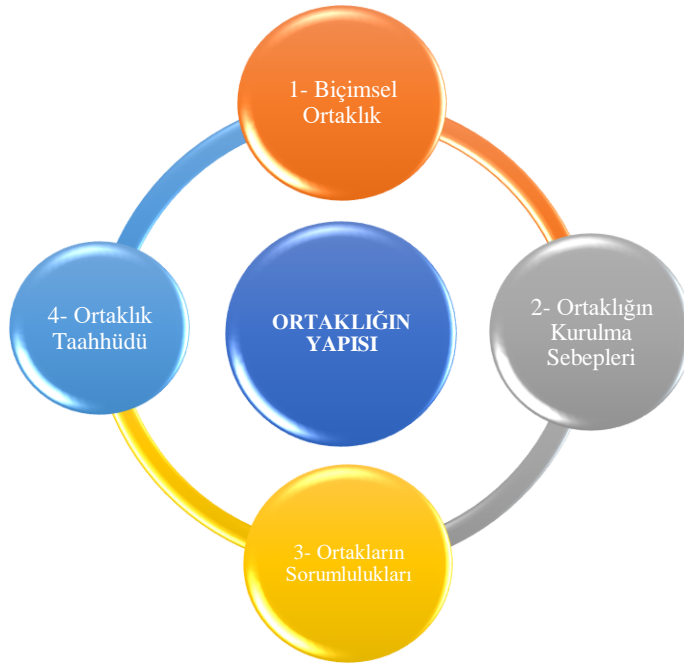 1- Biçimsel
Ortaklık
2- Ortaklığın
Kurulma
Sebepleri
3- Ortakların
Sorumlulukları
4- Ortaklık
Taahhüdü
ORTAKLIĞIN
YAPISI